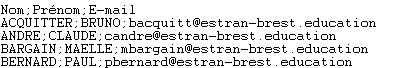 Nom;Prénom;E-mail
ACQUITTER;BRUNO;bacquitt@estran-brest.education
ANDRE;CLAUDE;candre@estran-brest.education
BARGAIN;MAELLE;mbargain@estran-brest.education
BERNARD;PAUL;pbernard@estran-brest.education